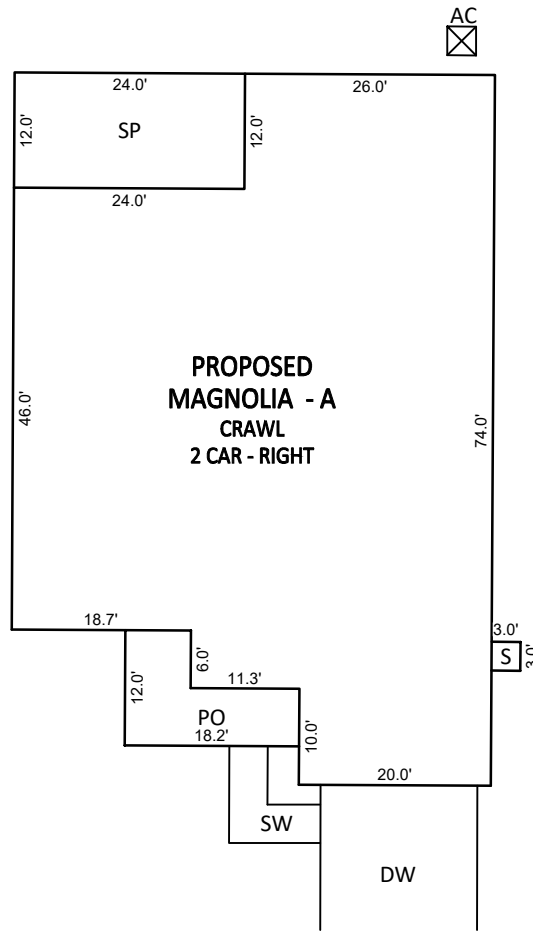 AC
24.0'
26.0'
12.0'
SP
12.0'
24.0'
PROPOSED
MAGNOLIA - A
CRAWL
2 CAR - RIGHT
46.0'
74.0'
18.7'
3.0'
S
3.0'
6.0'
12.0'
11.3'
PO
18.2'
10.0'
20.0'
SW
DW